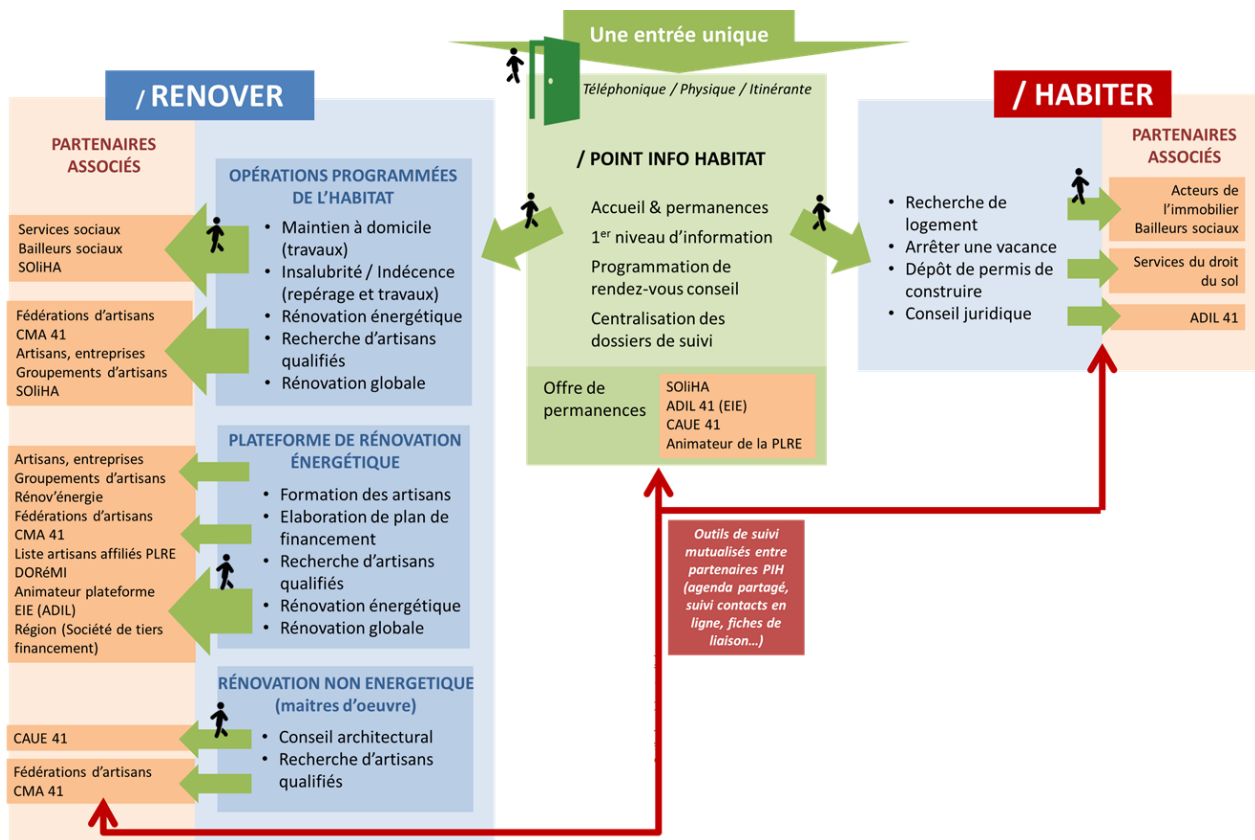 Une entrée unique
Téléphonique / Physique / Itinérante
/ RENOVER
PARTENAIRES
ASSOCIÉS
OPÉRATIONS PROGRAMMÉES
DE L'HABITAT
• Maintien à domicile
(travaux)
• Insalubrité / Indécence
(repérage et travaux)
• Rénovation énergétique
• Recherche d'artisans
qualifiés
• Rénovation globale
Services sociaux
Bailleurs sociaux
SOliHA
Fédérations d'artisans
CMA 41
Artisans, entreprises
Groupements d'artisans
SOliHA
PLATEFORME DE RÉNOVATION
ÉNERGÉTIQUE
• Formation des artisans
• Elaboration de plan de
financement
• Recherche d'artisans
qualifiés
• Rénovation énergétique
• Rénovation globale
Artisans, entreprises
Groupements d'artisans
Rénov'énergie
Fédérations d'artisans
CMA 41
Liste artisans affiliés PLRE
DORéMI
Animateur plateforme
EIE (ADIL)
Région (Société de tiers
financement)
RÉNOVATION NON ENERGETIQUE
(maitres d'oeuvre)
• Conseil architectural
• Recherche d'artisans
qualifiés
CAUE 41
Fédérations d'artisans
CMA 41
/ POINT INFO HABITAT
Accueil & permanences
1er niveau d'information
Programmation de
rendez-vous conseil
Centralisation des
dossiers de suivi
Offre de
permanences
SOliHA
ADIL 41 (EIE)
CAUE 41
Animateur de la PLRE
Outils de suivi
mutualisés entre
partenaires PIH
(agenda partagé,
suivi contacts en
ligne, fiches de
liaison…)
/ HABITER
• Recherche de
logement
• Arrêter une vacance
• Dépôt de permis de
construire
• Conseil juridique
PARTENAIRES
ASSOCIÉS
Acteurs de
l'immobilier
Bailleurs sociaux
Services du droit
du sol
ADIL 41